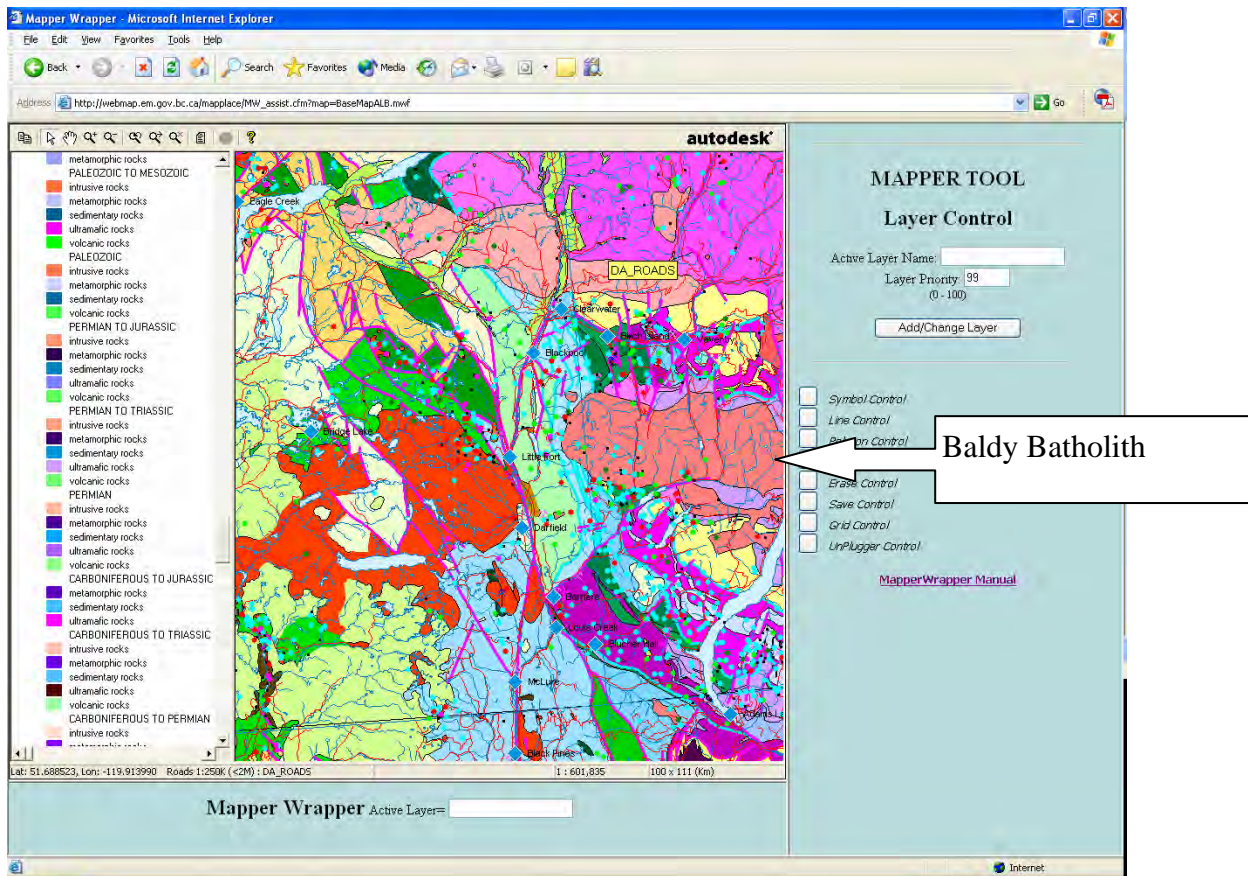 Mapper Wrapper - Microsoft Internet Explorer
File Edit View Favorites Tools Help
Back Search Favorites Media
Address http://webmap.em.gov.bc.ca/mapplace/MW_assist.cfm?map=BaseMapALB.mwf Go
autodesk
metamorphic rocks
PALEOZOIC TO MESOZOIC
intrusive rocks
metamorphic rocks
sedimentary rocks
ultramafic rocks
volcanic rocks
PALEOZOIC
intrusive rocks
metamorphic rocks
sedimentary rocks
volcanic rocks
PERMIAN TO JURASSIC
intrusive rocks
metamorphic rocks
sedimentary rocks
ultramafic rocks
volcanic rocks
PERMIAN TO TRIASSIC
intrusive rocks
metamorphic rocks
sedimentary rocks
ultramafic rocks
volcanic rocks
PERMIAN
intrusive rocks
metamorphic rocks
sedimentary rocks
ultramafic rocks
volcanic rocks
CARBONIFEROUS TO JURASSIC
metamorphic rocks
sedimentary rocks
ultramafic rocks
CARBONIFEROUS TO TRIASSIC
intrusive rocks
metamorphic rocks
sedimentary rocks
ultramafic rocks
volcanic rocks
CARBONIFEROUS TO PERMIAN
intrusive rocks
Eagle Creek
DA_ROADS
Clearwater
Birch Island
Vavenby
Blackpool
Bridge Lake
Little Fort
Darfield
Barriere
Louis Creek
McLure
Black Pines
MAPPER TOOL
Layer Control
Active Layer Name:
Layer Priority: 99
(0 - 100)
Add/Change Layer
Symbol Control
Line Control
Control
Erase Control
Save Control
Grid Control
UnPlugger Control
MapperWrapper Manual
Baldy Batholith
Lat: 51.688523, Lon: -119.913990 Roads 1:250K (<2M) : DA_ROADS 1 : 601,835 100 x 111 (Km)
Mapper Wrapper Active Layer=
Internet